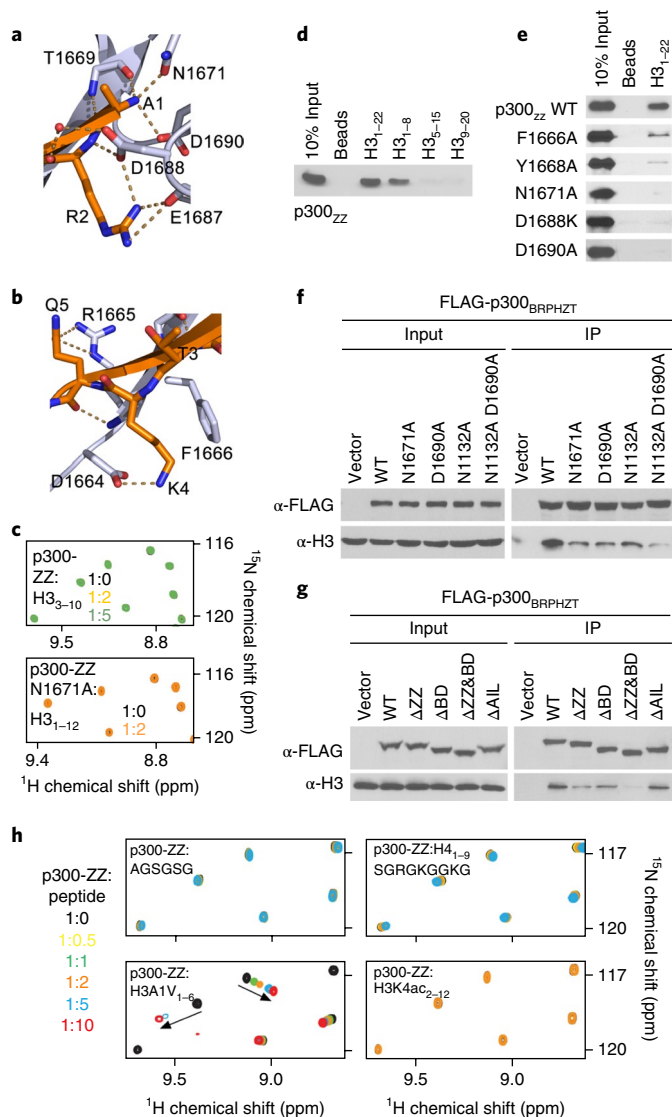 a
T1669
N1671
A1
D1690
D1688
R2
E1687
b
Q5
R1665
T3
F1666
D1664
K4
c
p300-
ZZ:
H3₃₋₁₀
1:0
1:2
1:5
116
120
9.5
8.8
p300-ZZ
N1671A:
H3₁₋₁₂
1:0
1:2
116
120
9.4
8.8
¹⁵N chemical shift (ppm)
¹H chemical shift (ppm)
d
10% Input
Beads
H3₁₋₂₂
H3₁₋₈
H3₅₋₁₅
H3₉₋₂₀
p300ZZ
e
10% Input
Beads
H3₁₋₂₂
p300ZZ WT
F1666A
Y1668A
N1671A
D1688K
D1690A
f
FLAG-p300BRPHZT
Input
IP
Vector
WT
N1671A
D1690A
N1132A
N1132A D1690A
Vector
WT
N1671A
D1690A
N1132A
N1132A D1690A
α-FLAG
α-H3
g
FLAG-p300BRPHZT
Input
IP
Vector
WT
ΔZZ
ΔBD
ΔZZ&BD
ΔAIL
Vector
WT
ΔZZ
ΔBD
ΔZZ&BD
ΔAIL
α-FLAG
α-H3
h
p300-ZZ:
peptide
1:0
1:0.5
1:1
1:2
1:5
1:10
p300-ZZ:
AGSGSG
p300-ZZ:H4₁₋₉
SGRGKGGKG
117
120
p300-ZZ:
H3A1V₁₋₆
p300-ZZ:
H3K4ac₂₋₁₂
117
120
¹⁵N chemical shift (ppm)
9.5
9.0
9.5
9.0
¹H chemical shift (ppm)
¹H chemical shift (ppm)